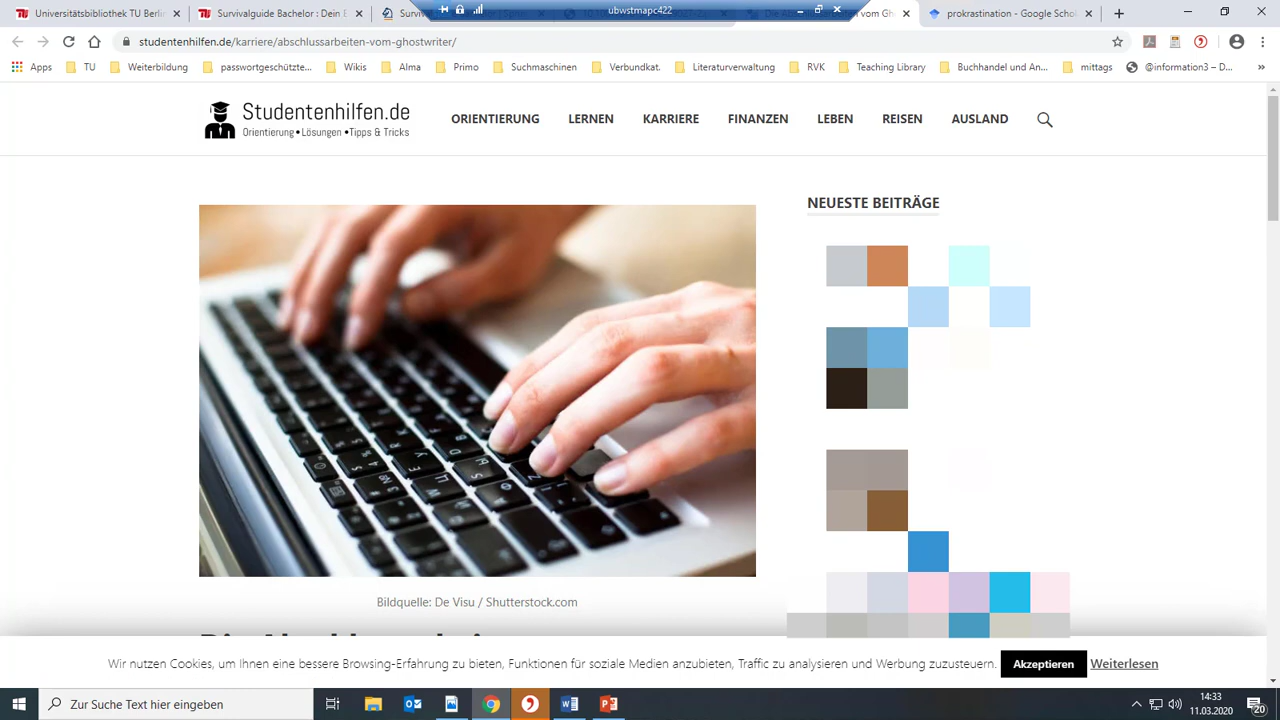 ubwstmapc422
Survivalguide Bachelorarbeit - Dein E
prokrastination - Google Schol
studentenhilfen.de/karriere/abschlussarbeiten-vom-ghostwriter/
Apps TU Weiterbildung passwortgeschützte... Wikis Alma Primo Suchmaschinen Verbundkat. Literaturverwaltung RVK Teaching Library Buchhandel und An... mittags @information3 – D... »
Studentenhilfen.de
Orientierung • Lösungen • Tipps & Tricks
ORIENTIERUNG LERNEN KARRIERE FINANZEN LEBEN REISEN AUSLAND
NEUESTE BEITRÄGE
Bildquelle: De Visu / Shutterstock.com
Wir nutzen Cookies, um Ihnen eine bessere Browsing-Erfahrung zu bieten, Funktionen für soziale Medien anzubieten, Traffic zu analysieren und Werbung zuzusteuern. Akzeptieren Weiterlesen
Zur Suche Text hier eingeben
14:33
11.03.2020
20